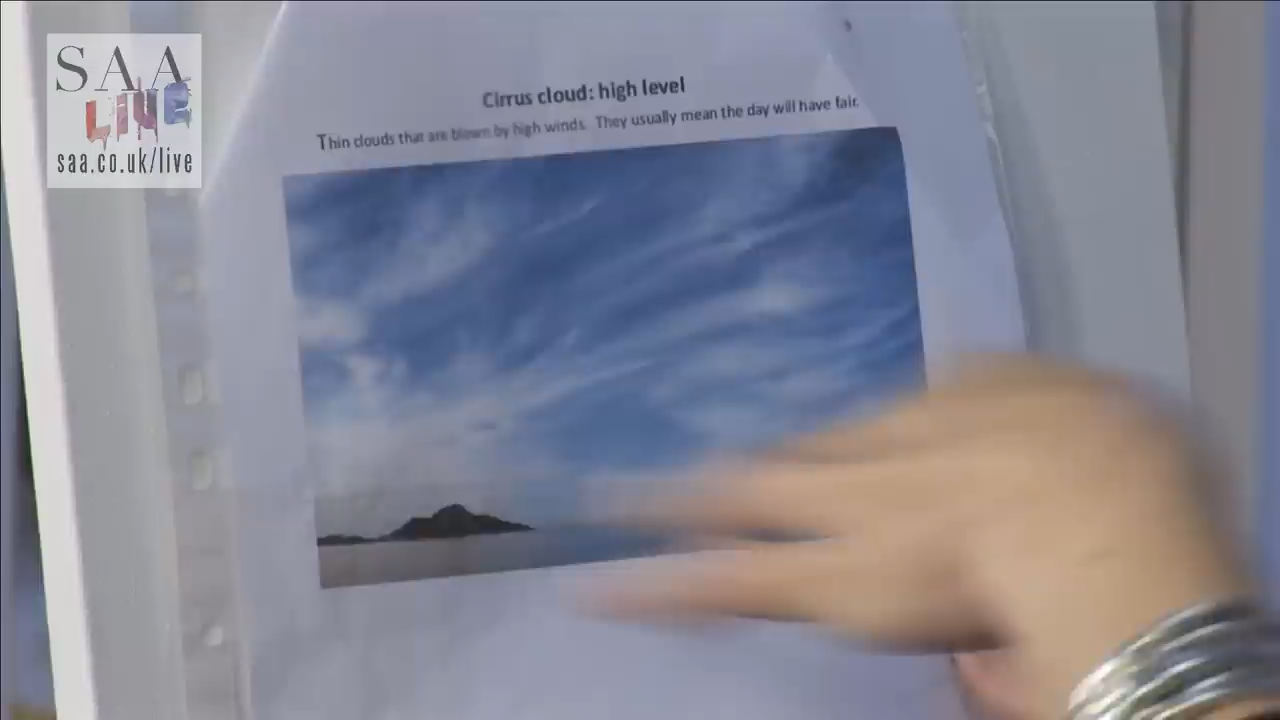 SAA
LIVE
saa.co.uk/live
Cirrus cloud: high level
Thin clouds that are blown by high winds. They usually mean the day will have fair.